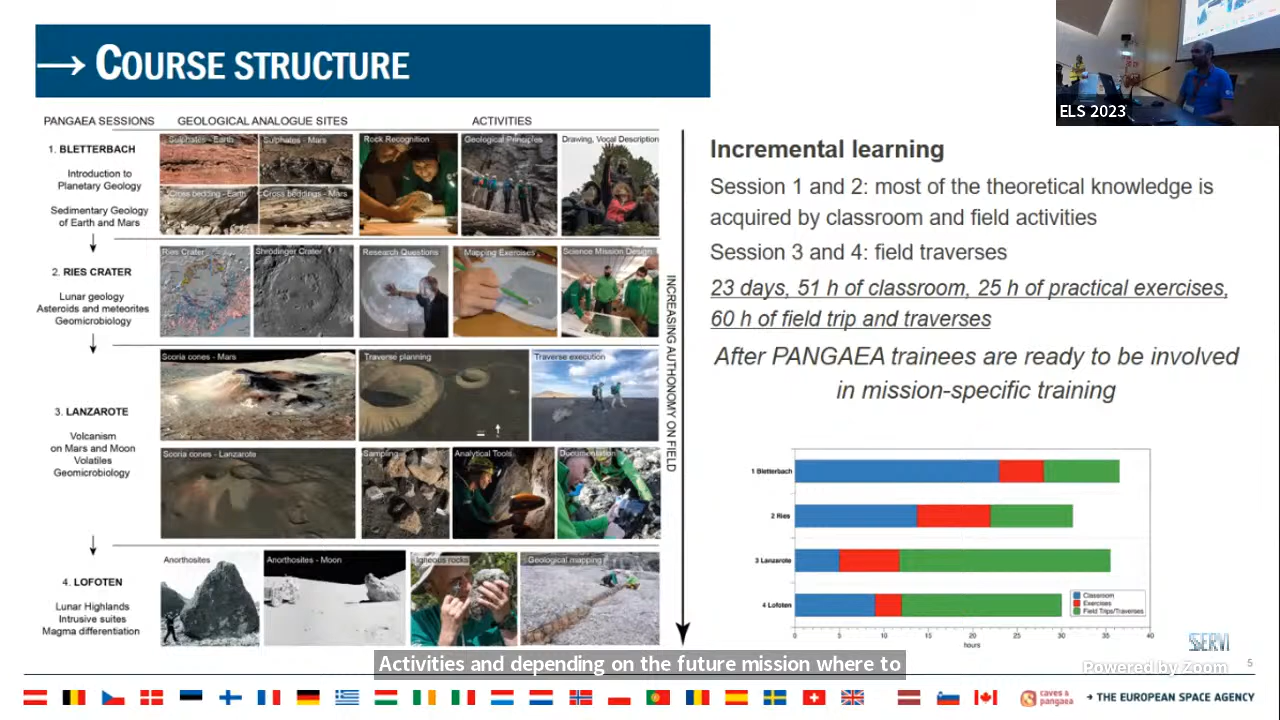 → COURSE STRUCTURE
ELS 2023
PANGAEA SESSIONS
GEOLOGICAL ANALOGUE SITES
ACTIVITIES
1. BLETTERBACH
Introduction to
Planetary Geology
Sedimentary Geology
of Earth and Mars
Sulphates - Earth
Sulphates - Mars
Cross bedding - Earth
Cross beddings - Mars
Rock Recognition
Geological Principles
Drawing, Vocal Description
2. RIES CRATER
Lunar geology
Asteroids and meteorites
Geomicrobiology
Ries Crater
Shrödinger Crater
Research Questions
Mapping Exercises
Science Mission Design
3. LANZAROTE
Volcanism
on Mars and Moon
Volatiles
Geomicrobiology
Scoria cones - Mars
Traverse planning
Traverse execution
Scoria cones - Lanzarote
Sampling
Analytical Tools
Documentation
4. LOFOTEN
Lunar Highlands
Intrusive suites
Magma differentiation
Anorthosites
Anorthosites - Moon
Igneous rocks
Geological mapping
INCREASING AUTONOMY ON FIELD
Incremental learning
Session 1 and 2: most of the theoretical knowledge is
acquired by classroom and field activities
Session 3 and 4: field traverses
23 days, 51 h of classroom, 25 h of practical exercises,
60 h of field trip and traverses
After PANGAEA trainees are ready to be involved
in mission-specific training
1 Bletterbach
2 Ries
3 Lanzarote
4 Lofoten
Classroom
Exercises
Field Trips/Traverses
0 5 10 15 20 25 30 35 40
hours
SERVI
Activities and depending on the future mission where to
Powered by Zoom
5
caves & pangaea
→ THE EUROPEAN SPACE AGENCY